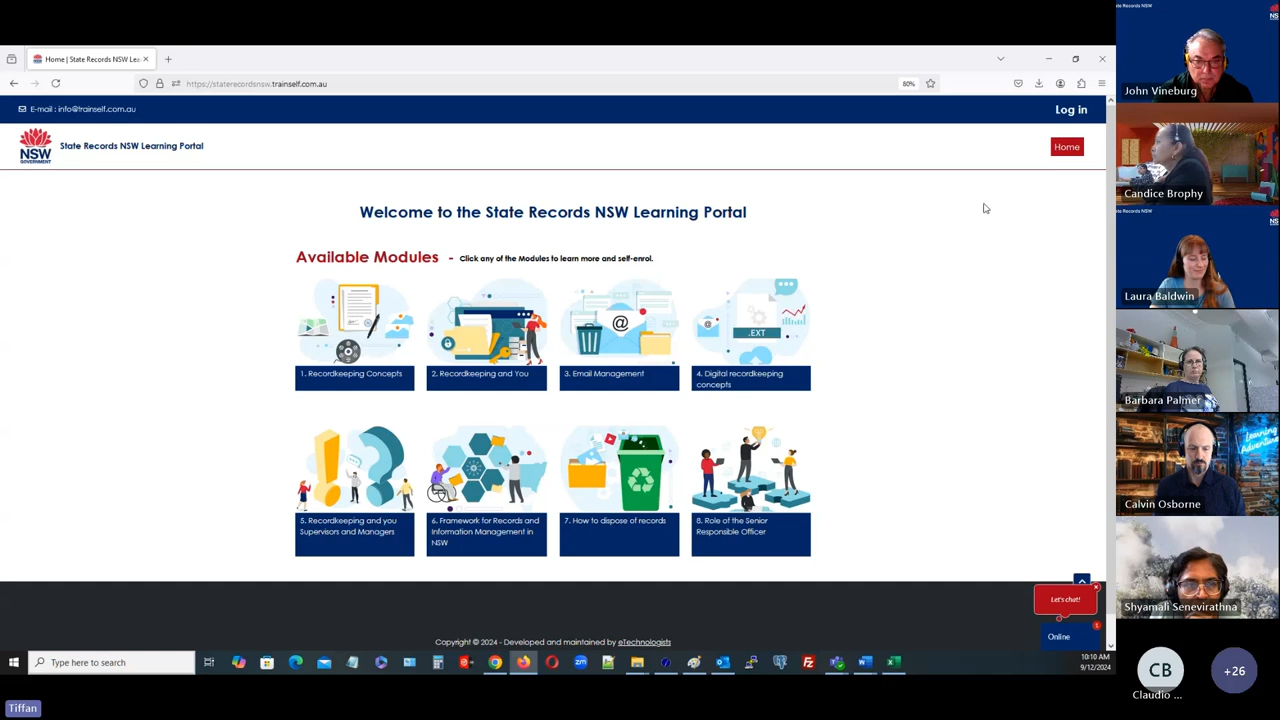 Home | State Records NSW Lea
https://staterecordsnsw.trainself.com.au
80%
E-mail : info@trainself.com.au
Log in
NSW
GOVERNMENT
State Records NSW Learning Portal
Home
Welcome to the State Records NSW Learning Portal
Available Modules - Click any of the Modules to learn more and self-enrol.
@
@
.EXT
1. Recordkeeping Concepts
2. Recordkeeping and You
3. Email Management
4. Digital recordkeeping
concepts
5. Recordkeeping and you
Supervisors and Managers
6. Framework for Records and
Information Management in
NSW
7. How to dispose of records
8. Role of the Senior
Responsible Officer
Let's chat!
Online
1
Copyright © 2024 - Developed and maintained by eTechnologists
Type here to search
10:10 AM
9/12/2024
Tiffan
John Vineburg
Candice Brophy
Laura Baldwin
Barbara Palmer
Calvin Osborne
Shyamali Senevirathna
CB
Claudio ...
+26